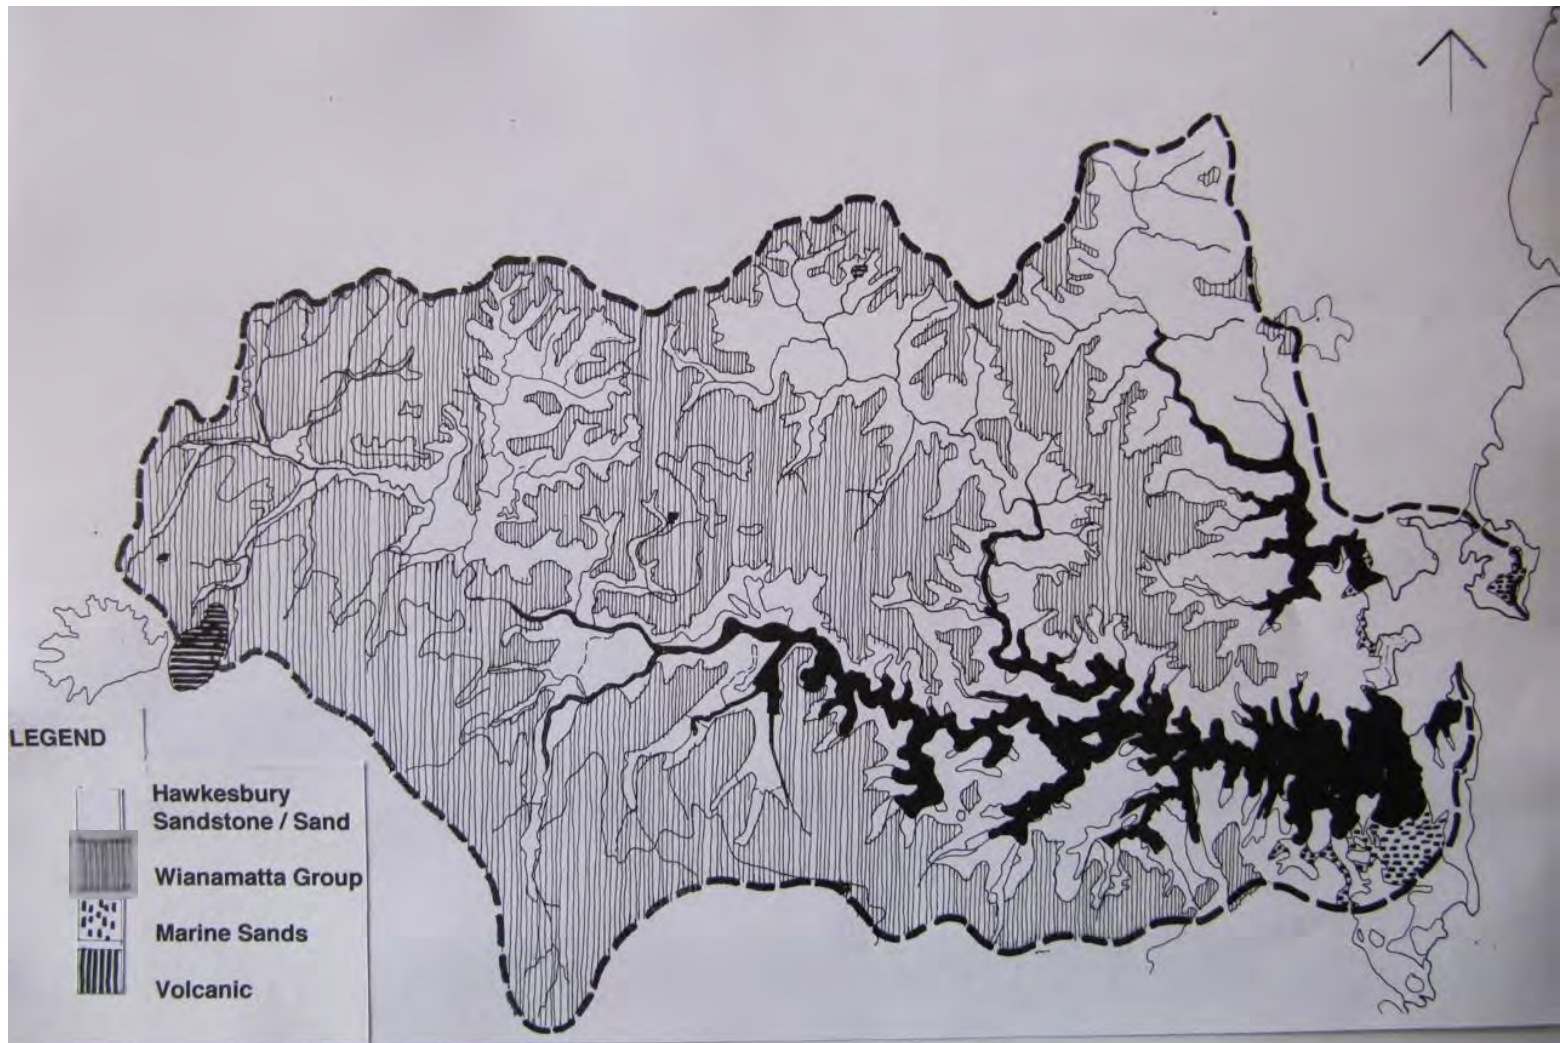 LEGEND
Hawkesbury
Sandstone / Sand
Wianamatta Group
Marine Sands
Volcanic